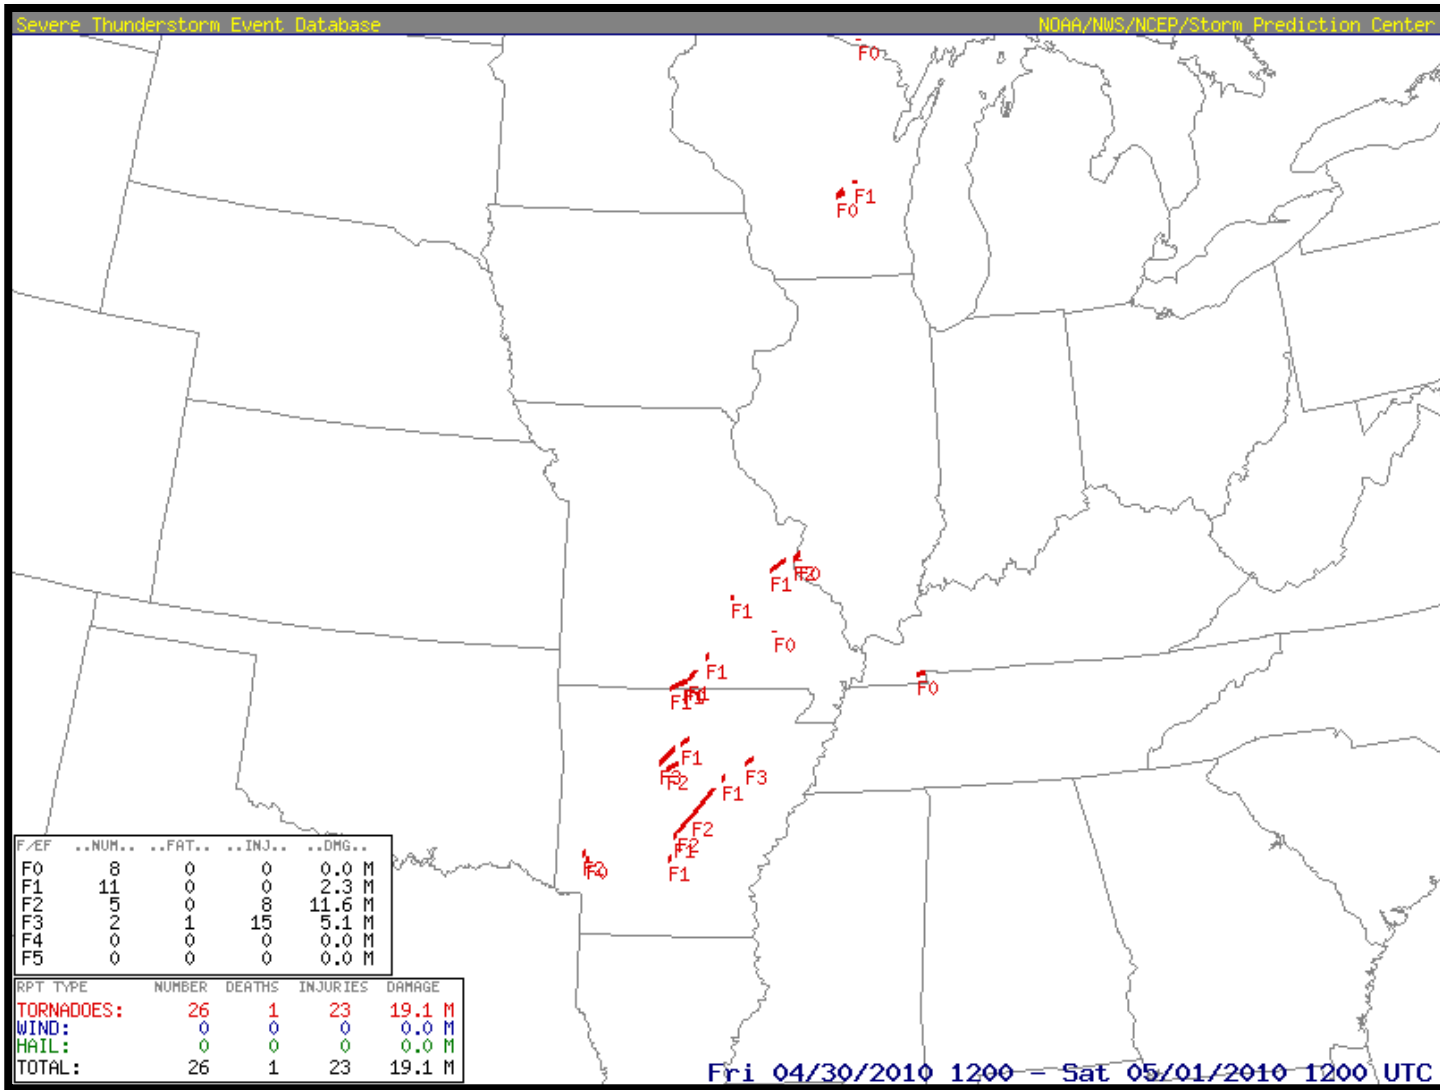 Severe Thunderstorm Event Database NOAA/NWS/NCEP/Storm Prediction Center
F0
F1
F0
F1 F0
F1
F0
F1
F1 F1
F0
F1
F3 F2 F3
F1
F2
F2
F1
F0 F1
F/EF ..NUM.. ..FAT.. ..INJ.. ..DMG..
F0 8 0 0 0.0 M
F1 11 0 0 2.3 M
F2 5 0 8 11.6 M
F3 2 1 15 5.1 M
F4 0 0 0 0.0 M
F5 0 0 0 0.0 M
RPT TYPE NUMBER DEATHS INJURIES DAMAGE
TORNADOES: 26 1 23 19.1 M
WIND: 0 0 0 0.0 M
HAIL: 0 0 0 0.0 M
TOTAL: 26 1 23 19.1 M
Fri 04/30/2010 1200 – Sat 05/01/2010 1200 UTC